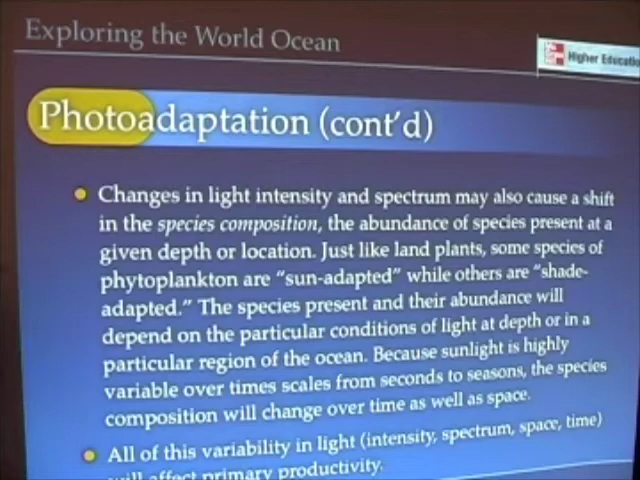 Exploring the World Ocean
Higher Educatio
Photoadaptation (cont'd)
Changes in light intensity and spectrum may also cause a shift
in the species composition, the abundance of species present at a
given depth or location. Just like land plants, some species of
phytoplankton are "sun-adapted" while others are "shade-
adapted." The species present and their abundance will
depend on the particular conditions of light at depth or in a
particular region of the ocean. Because sunlight is highly
variable over times scales from seconds to seasons, the species
composition will change over time as well as space.
All of this variability in light (intensity, spectrum, space, time)
will affect primary productivity.